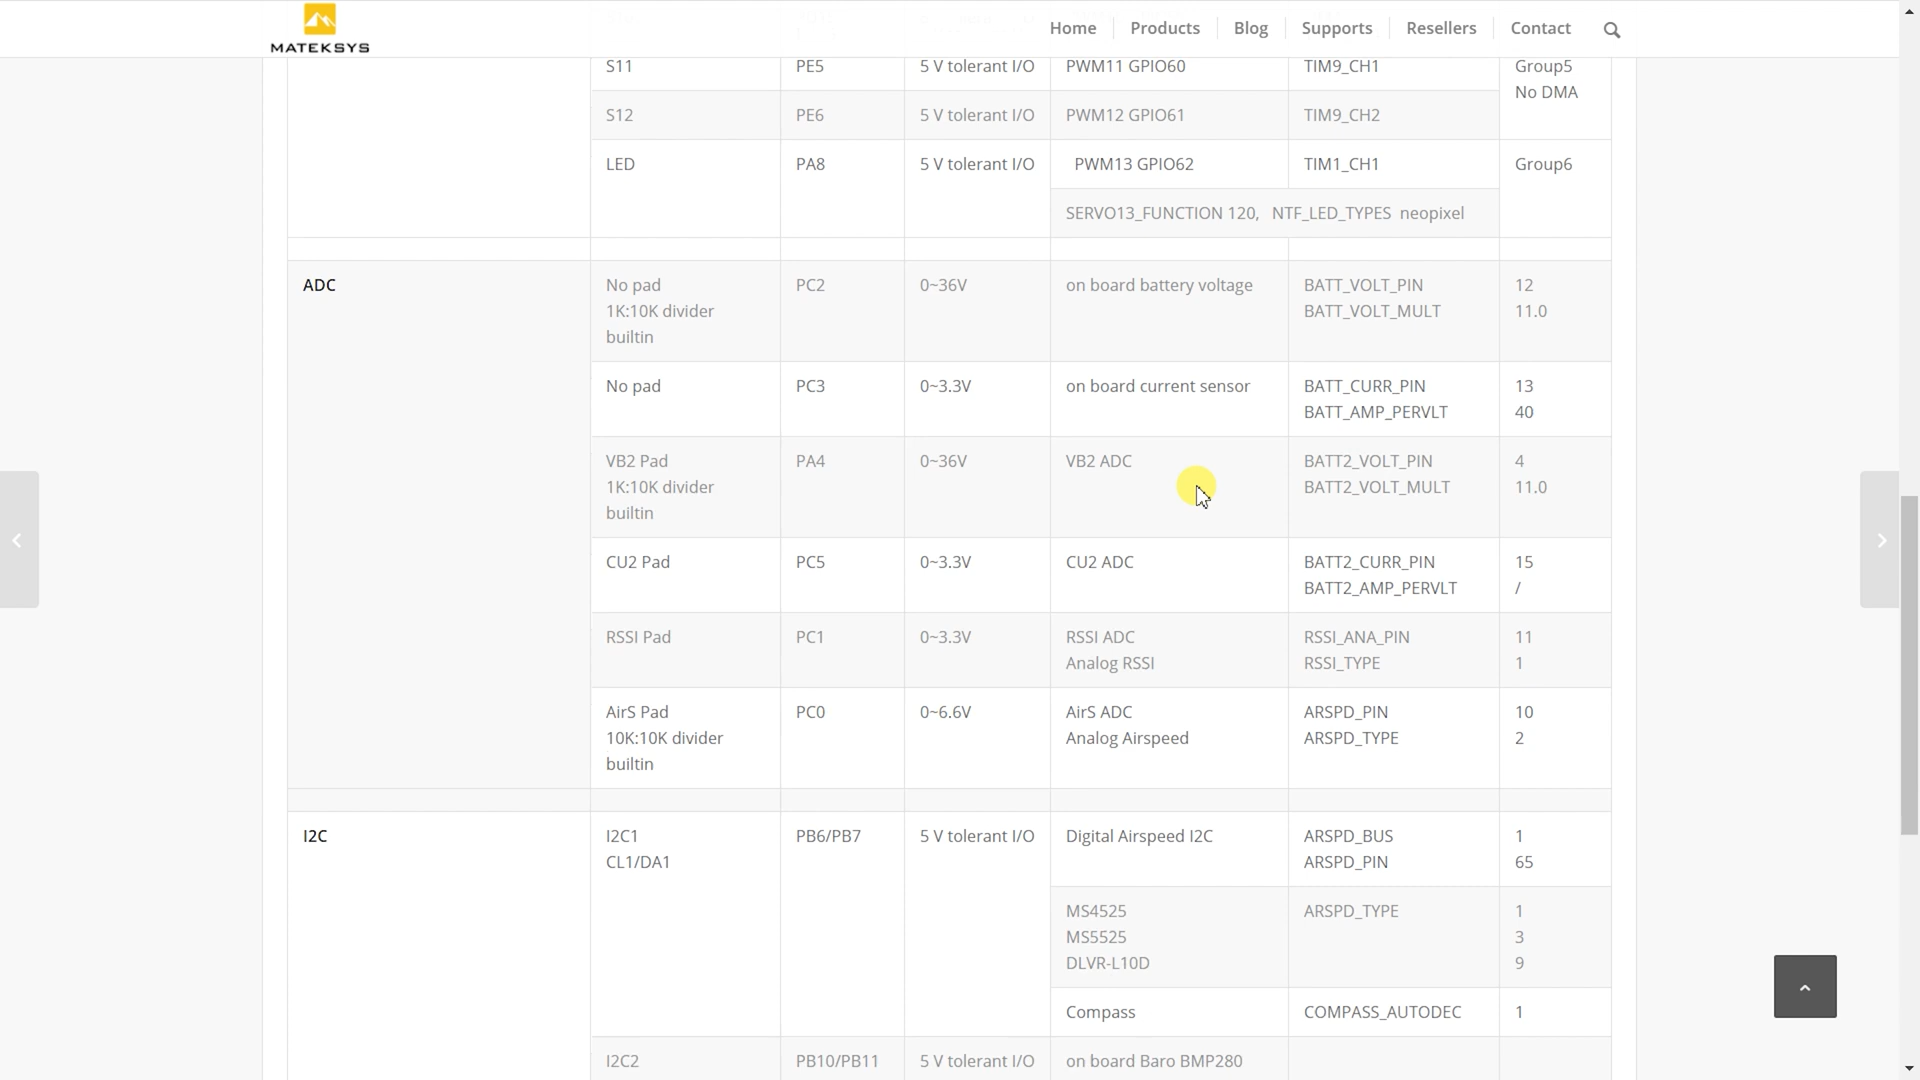 MATEKSYS
Home Products Blog Supports Resellers Contact
S11 PE5 5 V tolerant I/O PWM11 GPIO60 TIM9_CH1 Group5
No DMA
S12 PE6 5 V tolerant I/O PWM12 GPIO61 TIM9_CH2
LED PA8 5 V tolerant I/O PWM13 GPIO62 TIM1_CH1 Group6
SERVO13_FUNCTION 120, NTF_LED_TYPES neopixel
ADC No pad PC2 0~36V on board battery voltage BATT_VOLT_PIN 12
1K:10K divider BATT_VOLT_MULT 11.0
builtin
No pad PC3 0~3.3V on board current sensor BATT_CURR_PIN 13
BATT_AMP_PERVLT 40
VB2 Pad PA4 0~36V VB2 ADC BATT2_VOLT_PIN 4
1K:10K divider BATT2_VOLT_MULT 11.0
builtin
CU2 Pad PC5 0~3.3V CU2 ADC BATT2_CURR_PIN 15
BATT2_AMP_PERVLT /
RSSI Pad PC1 0~3.3V RSSI ADC RSSI_ANA_PIN 11
Analog RSSI RSSI_TYPE 1
AirS Pad PC0 0~6.6V AirS ADC ARSPD_PIN 10
10K:10K divider Analog Airspeed ARSPD_TYPE 2
builtin
I2C I2C1 PB6/PB7 5 V tolerant I/O Digital Airspeed I2C ARSPD_BUS 1
CL1/DA1 ARSPD_PIN 65
MS4525 ARSPD_TYPE 1
MS5525 3
DLVR-L10D 9
Compass COMPASS_AUTODEC 1
I2C2 PB10/PB11 5 V tolerant I/O on board Baro BMP280